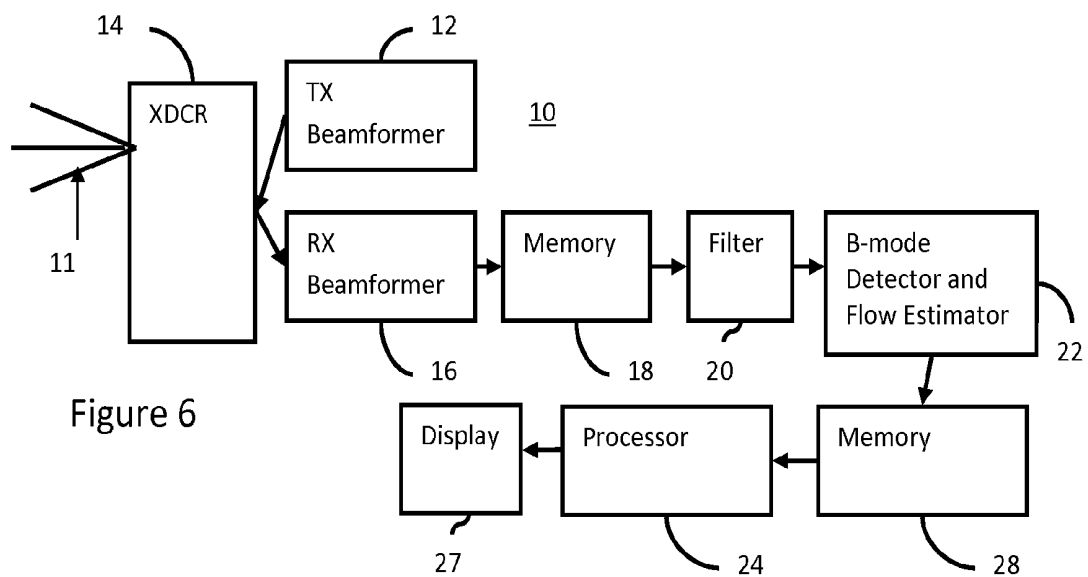 14
12
XDCR
TX
Beamformer
10
11
RX
Beamformer
Memory
Filter
B-mode
Detector and
Flow Estimator
16
18
20
22
Figure 6
Display
Processor
Memory
27
24
28